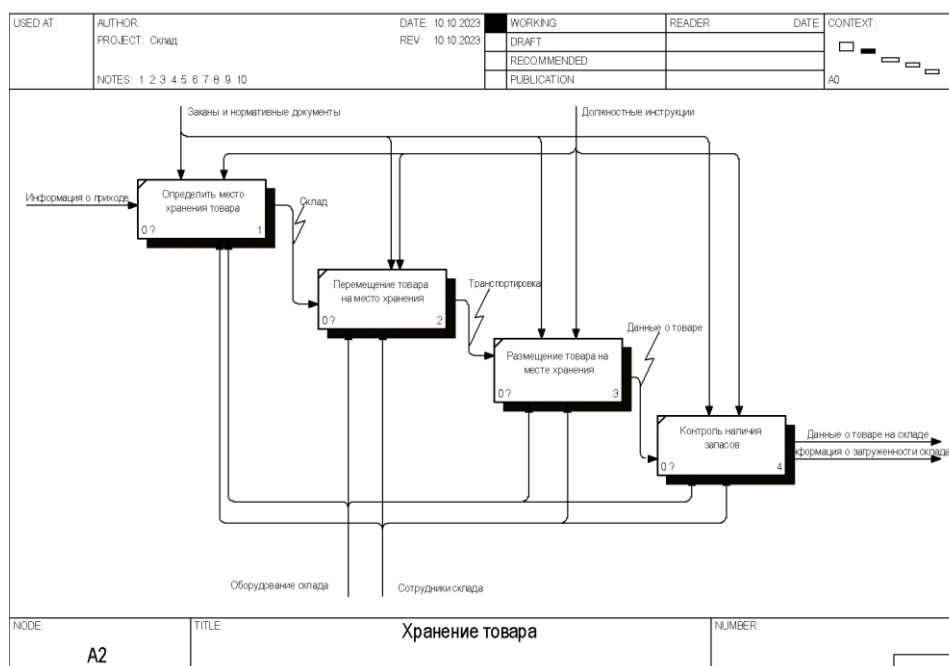 USED AT:
AUTHOR:
DATE: 10.10.2023
WORKING
READER
DATE
CONTEXT:
PROJECT: Склад
REV: 10.10.2023
DRAFT
RECOMMENDED
NOTES: 1 2 3 4 5 6 7 8 9 10
PUBLICATION
A0
Заканы и нормативные документы
Должностные инструкции
Информация о приходе
Определить место
хранения товара
0 ?
1
Склад
Перемещение товара
на место хранения
0 ?
2
Транспортировка
Данные о товаре
Размещение товара на
месте хранения
0 ?
3
Контроль наличия
запасов
0 ?
4
Данные о товаре на складе
нформация о загруженности склада
Оборудование склада
Сотрудники склада
NODE:
TITLE:
Хранение товара
NUMBER:
A2